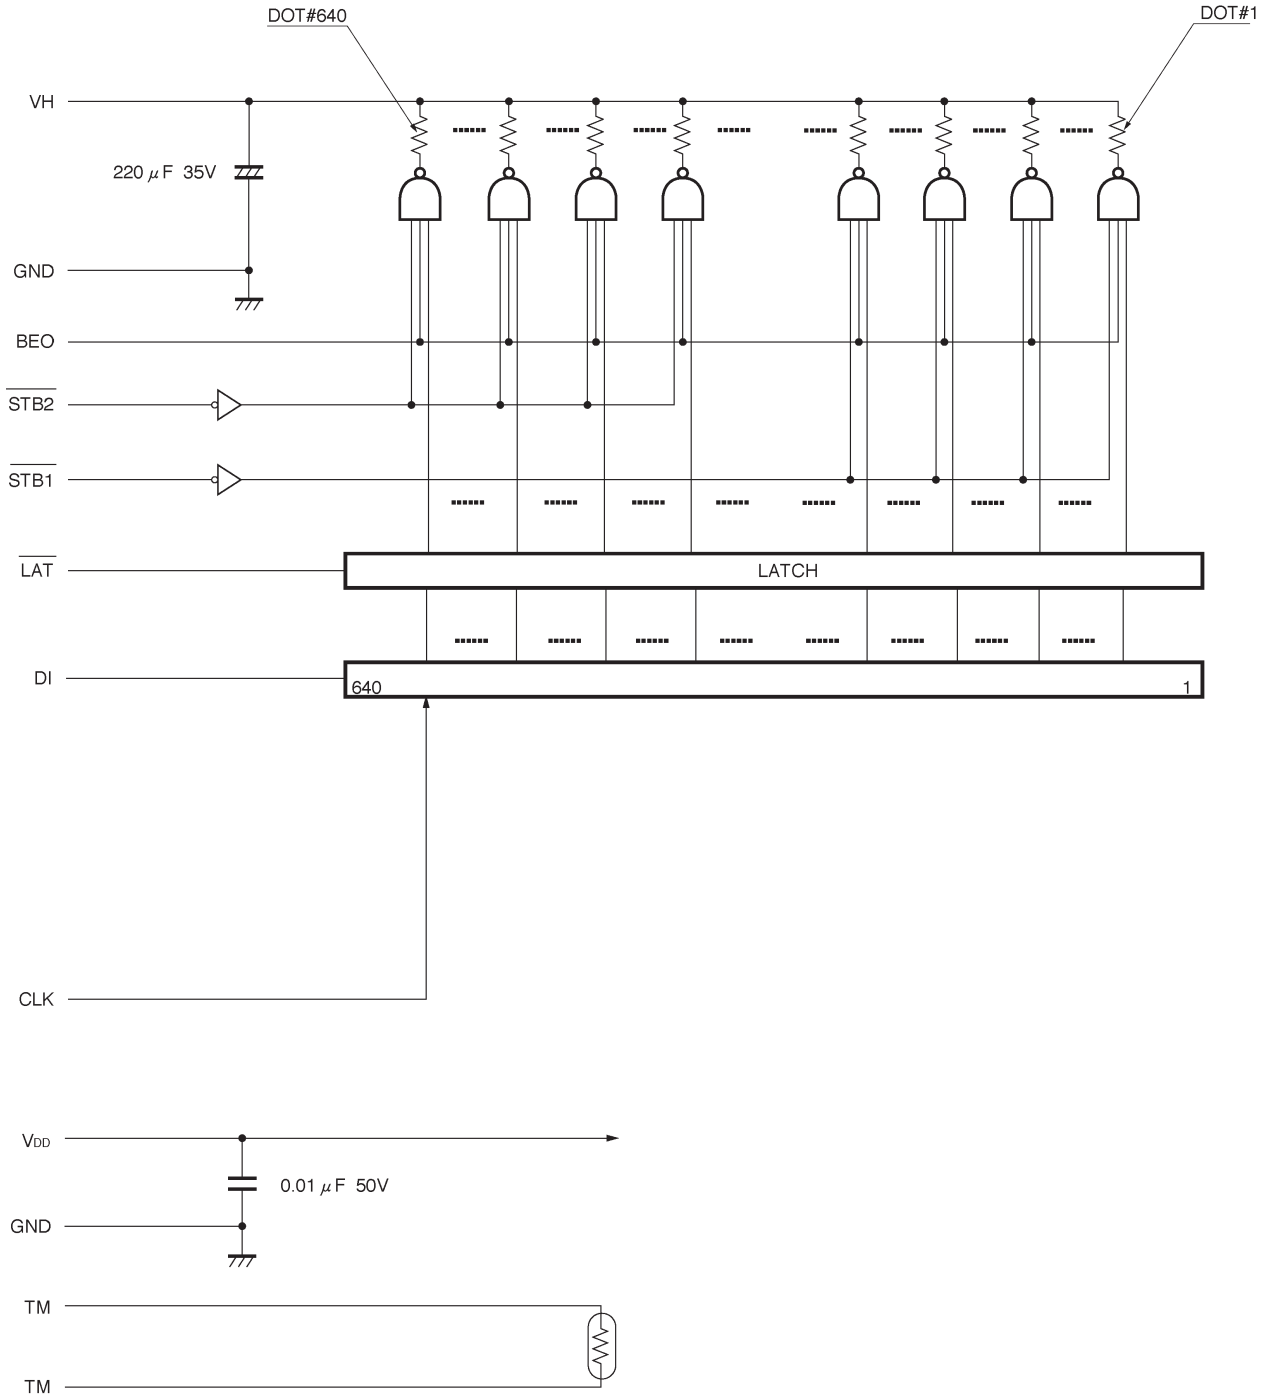 DOT#640
DOT#1
VH
220 μF 35V
GND
BEO
STB2
STB1
LAT
LATCH
DI
640
1
CLK
VDD
0.01 μF 50V
GND
TM
TM